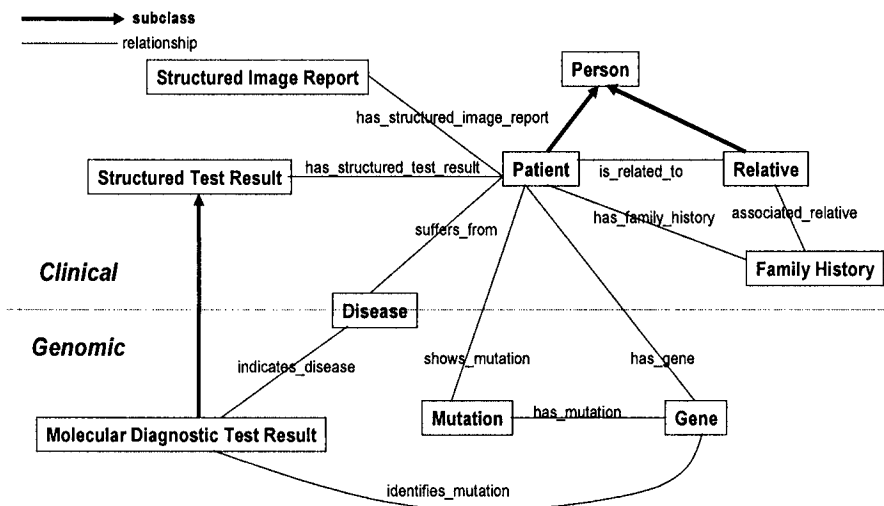 subclass
relationship
Structured Image Report
Person
has_structured_image_report
Structured Test Result
has_structured_test_result
Patient
is_related_to
Relative
suffers_from
has_family_history
associated_relative
Clinical
Family History
Disease
Genomic
indicates_disease
shows_mutation
has_gene
Molecular Diagnostic Test Result
Mutation
has_mutation
Gene
identifies_mutation